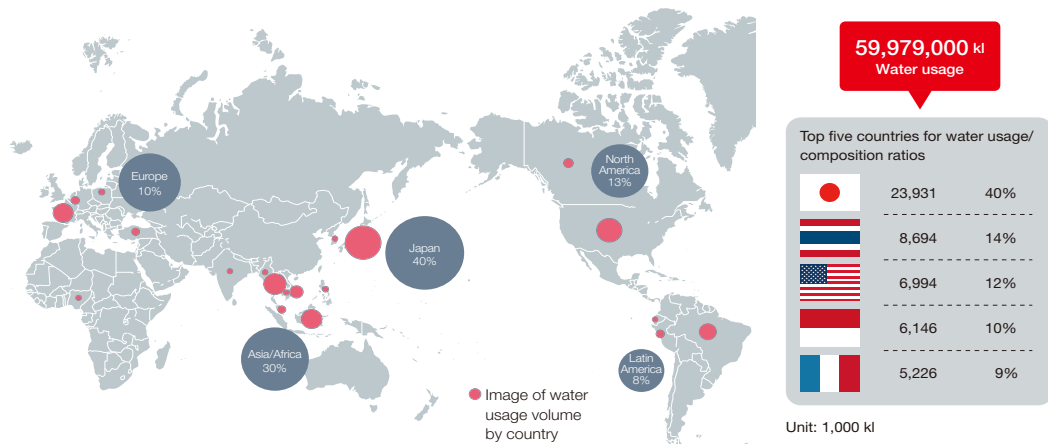 Europe
10%
Japan
40%
Asia/Africa
30%
North
America
13%
Latin
America
8%
Image of water
usage volume
by country
59,979,000 kl
Water usage
Top five countries for water usage/
composition ratios
23,931 40%
8,694 14%
6,994 12%
6,146 10%
5,226 9%
Unit: 1,000 kl